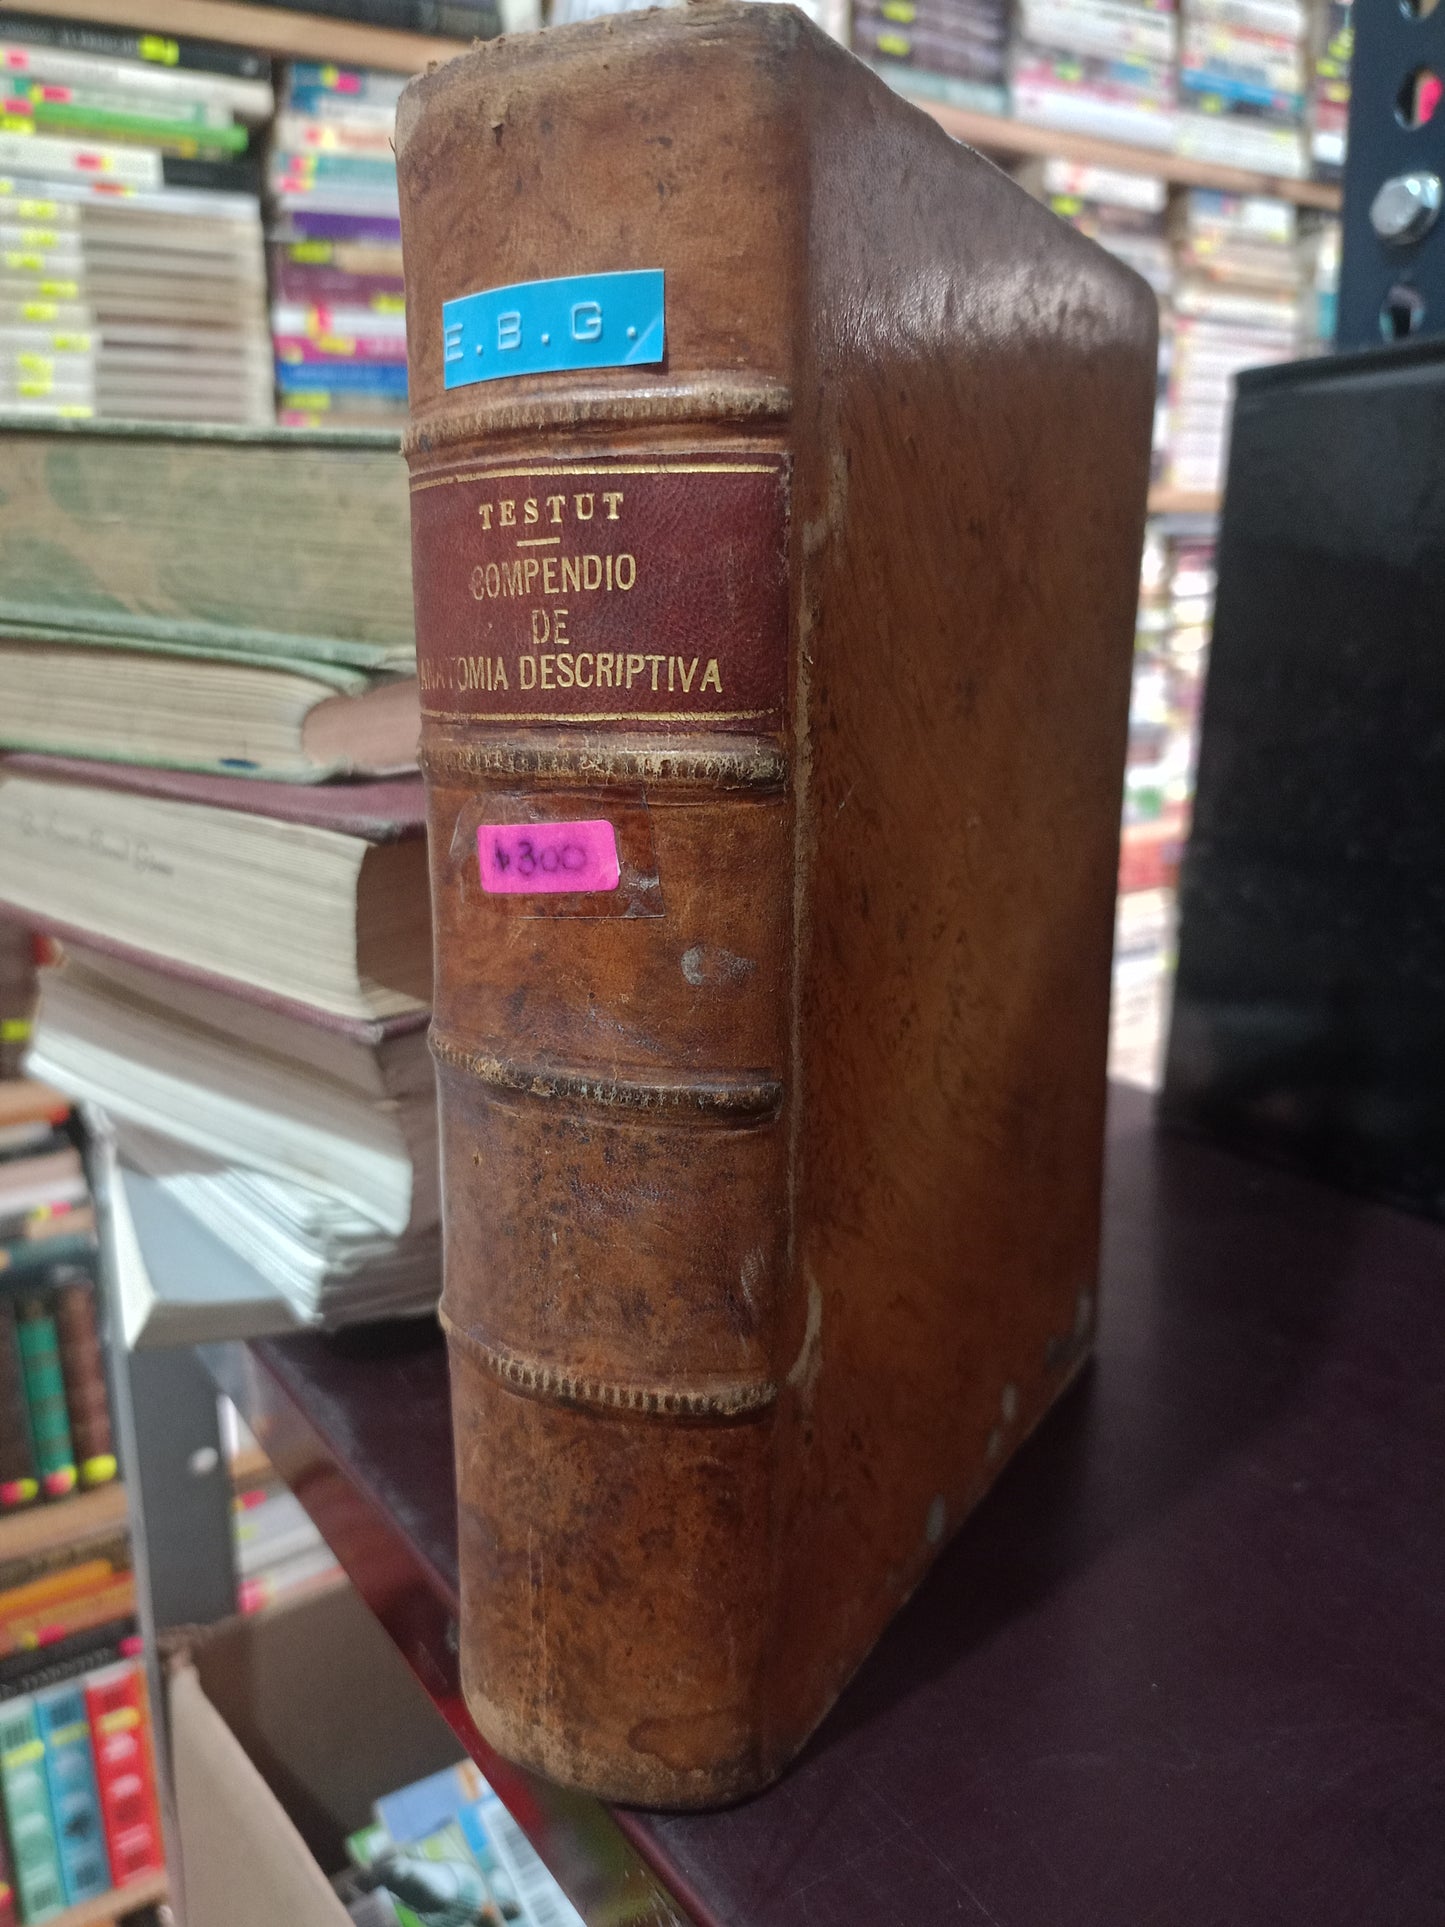 E.B.G.
TESTUT
COMPENDIO
DE
ANATOMIA DESCRIPTIVA
$300